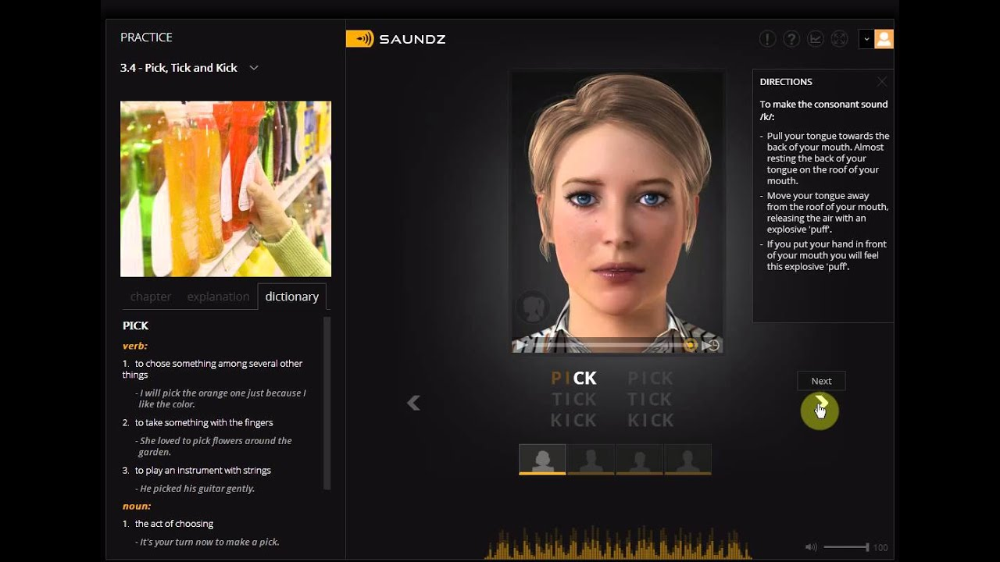 PRACTICE
3.4 - Pick, Tick and Kick
chapter explanation dictionary
PICK
verb:
1. to chose something among several other
things
- I will pick the orange one just because I
like the color.
2. to take something with the fingers
- She loved to pick flowers around the
garden.
3. to play an instrument with strings
- He picked his guitar gently.
noun:
1. the act of choosing
- It's your turn now to make a pick.
SAUNDZ
PICK PICK
TICK TICK
KICK KICK
DIRECTIONS
To make the consonant sound
/k/:
- Pull your tongue towards the
back of your mouth. Almost
resting the back of your
tongue on the roof of your
mouth.
- Move your tongue away
from the roof of your mouth,
releasing the air with an
explosive 'puff'.
- If you put your hand in front
of your mouth you will feel
this explosive 'puff'.
Next
100